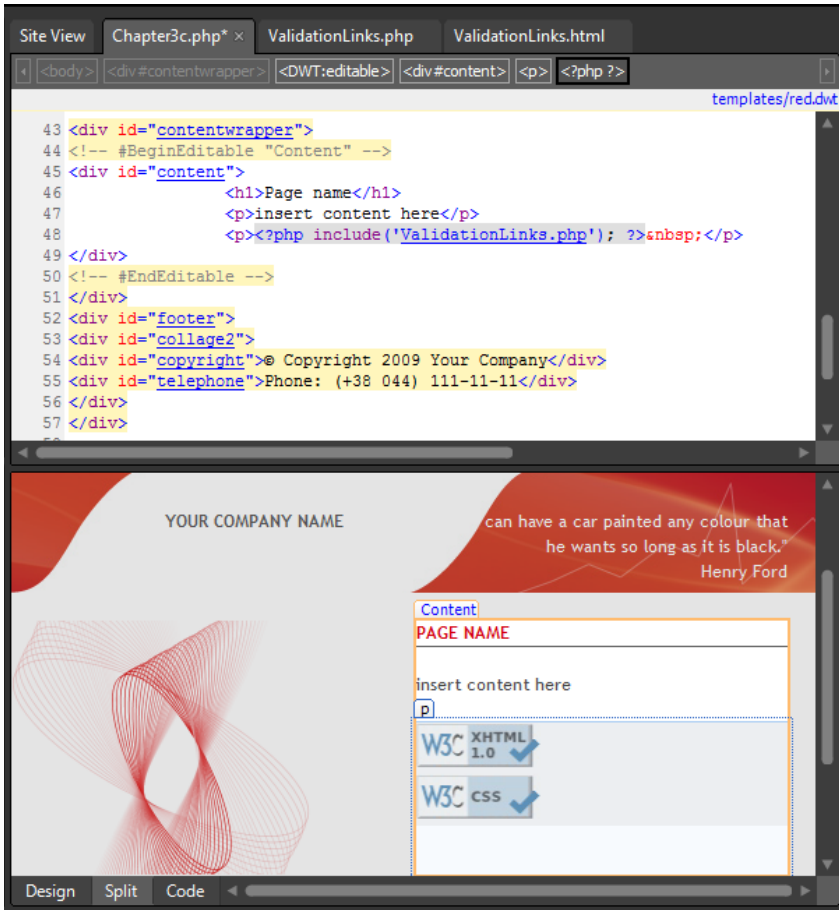 Site View Chapter3c.php* × ValidationLinks.php ValidationLinks.html
<body> <div#contentwrapper> <DWT:editable> <div#content> <p> <?php ?>
templates/red.dwt
43 <div id="contentwrapper">
44 <!-- #BeginEditable "Content" -->
45 <div id="content">
46 <h1>Page name</h1>
47 <p>insert content here</p>
48 <p><?php include('ValidationLinks.php'); ?>&nbsp;</p>
49 </div>
50 <!-- #EndEditable -->
51 </div>
52 <div id="footer">
53 <div id="collage2">
54 <div id="copyright">© Copyright 2009 Your Company</div>
55 <div id="telephone">Phone: (+38 044) 111-11-11</div>
56 </div>
57 </div>
YOUR COMPANY NAME
can have a car painted any colour that
he wants so long as it is black."
Henry Ford
Content
PAGE NAME
insert content here
p
W3C XHTML 1.0
W3C CSS
Design Split Code